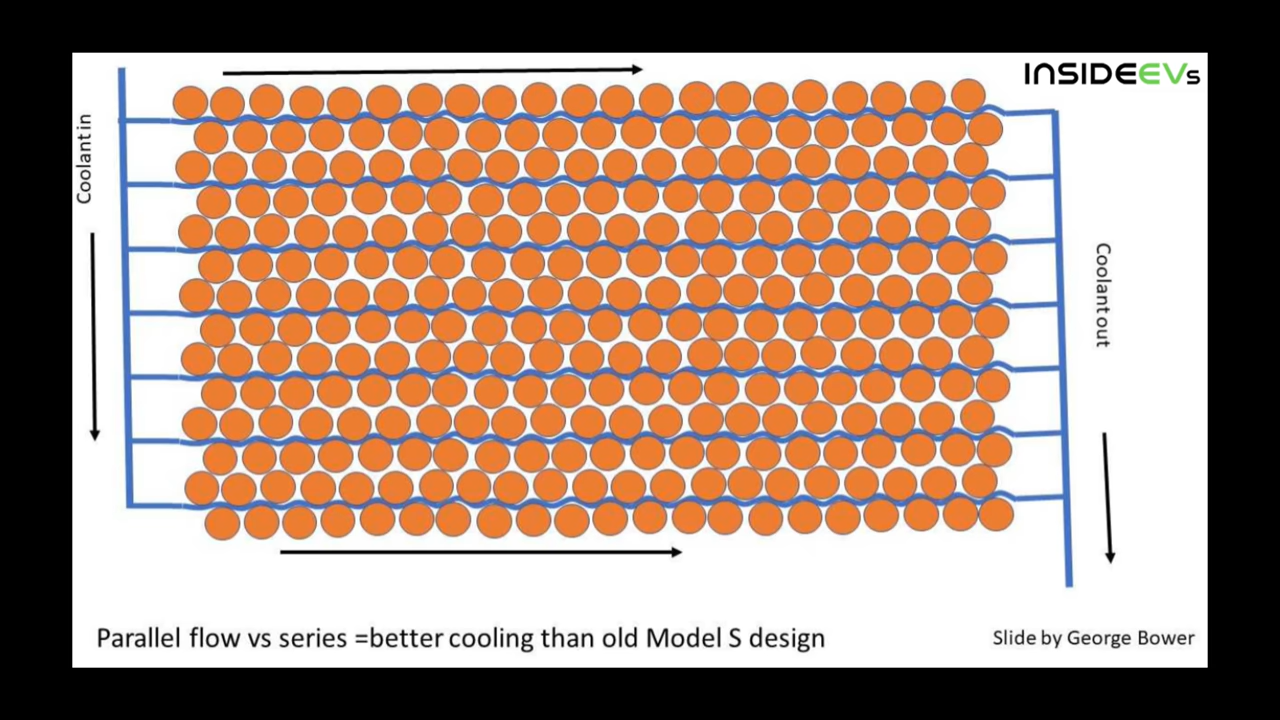 INSIDEEVs
Coolant in
Coolant out
Parallel flow vs series =better cooling than old Model S design
Slide by George Bower